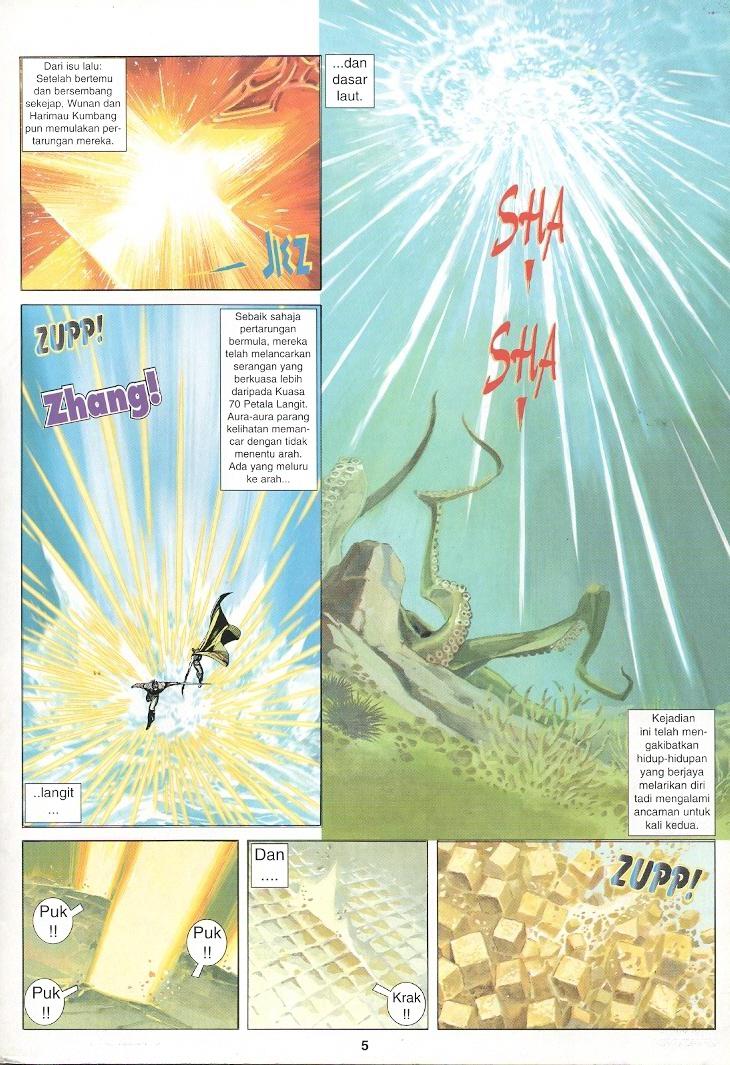 Dari isu lalu:
Setelah bertemu
dan bersembang
sekejap, Wunan dan
Harimau Kumbang
pun memulakan per-
tarungan mereka.
JIEZ
ZUPP!
Zhang!
Sebaik sahaja
pertarungan
bermula, mereka
telah melancarkan
serangan yang
berkuasa lebih
daripada Kuasa
70 Petala Langit.
Aura-aura parang
kelihatan meman-
car dengan tidak
menentu arah.
Ada yang meluru
ke arah...
..langit
...
...dan
dasar
laut.
SHA
SHA
Kejadian
ini telah men-
gakibatkan
hidup-hidupan
yang berjaya
melarikan diri
tadi mengalami
ancaman untuk
kali kedua.
Puk
!!
Puk
!!
Puk
!!
Dan
....
Krak
!!
ZUPP!
5